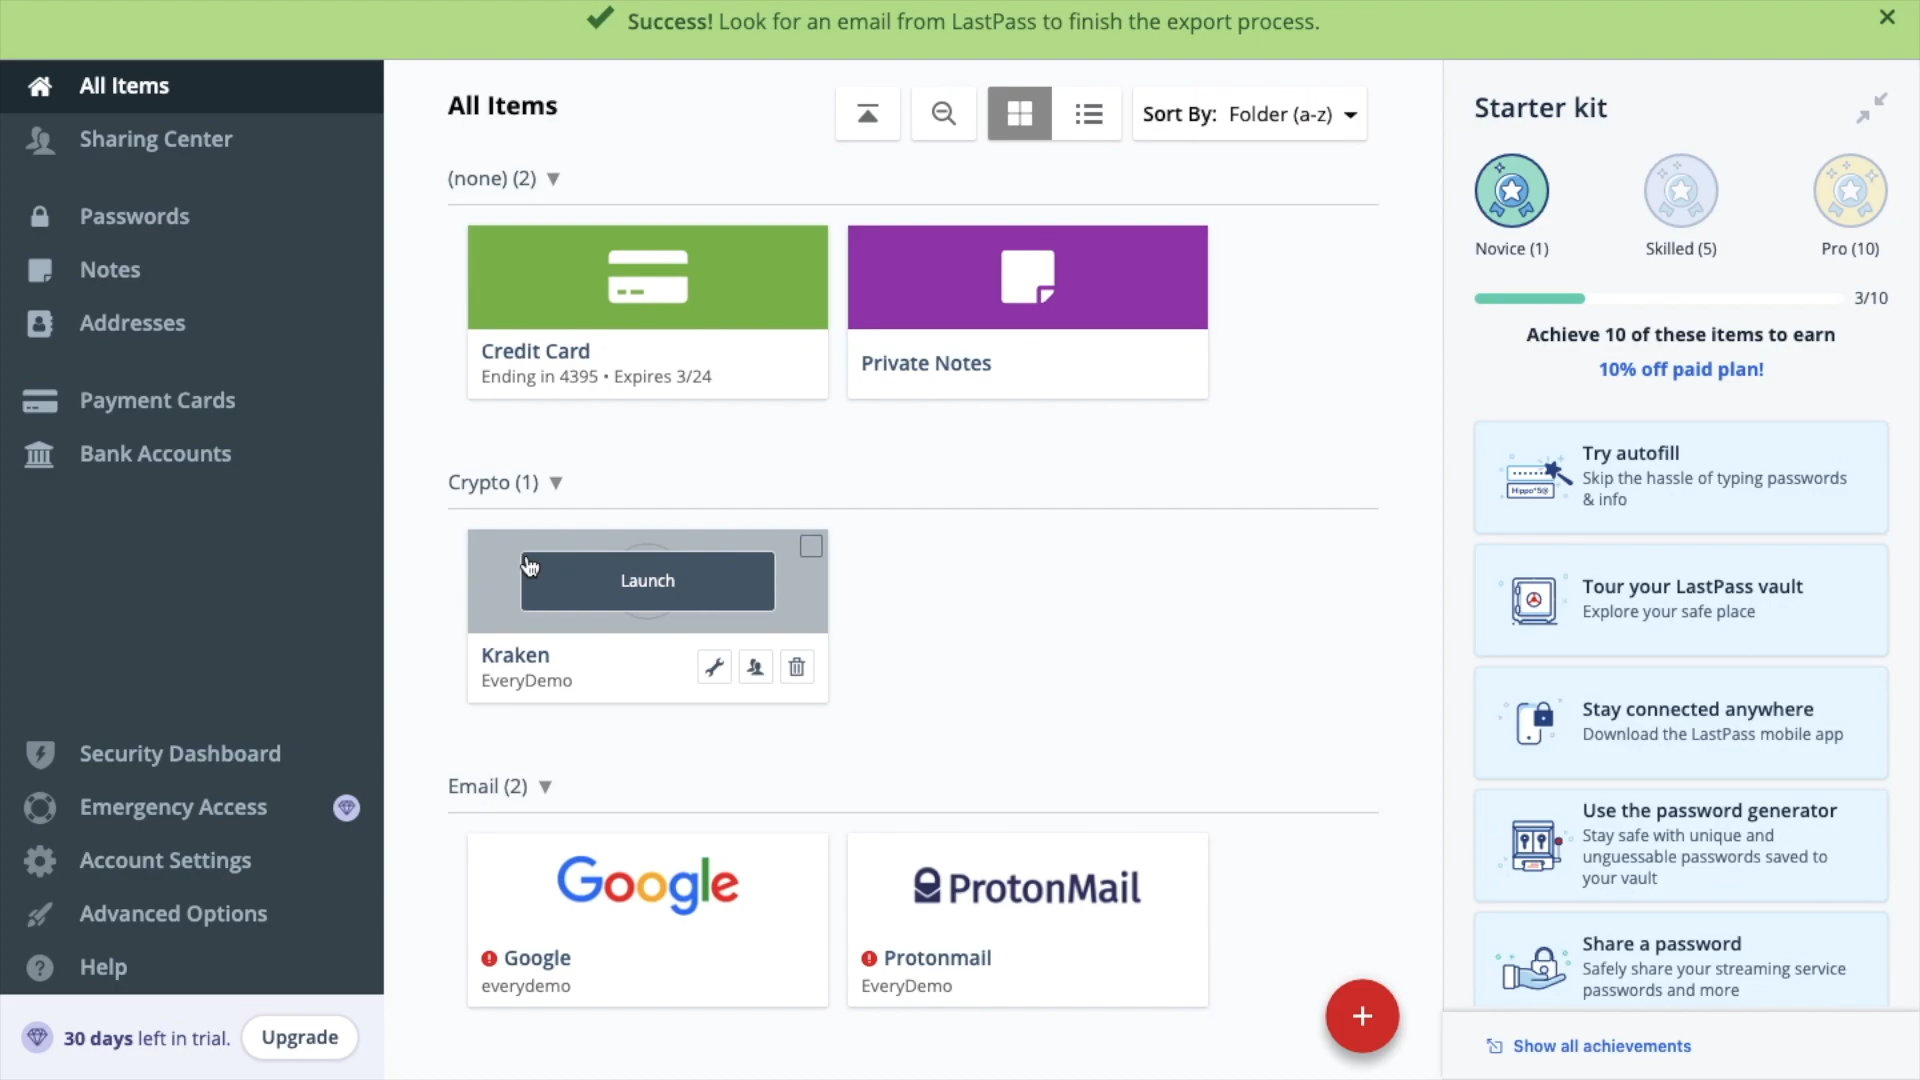 Success! Look for an email from LastPass to finish the export process.
All Items
Sharing Center
Passwords
Notes
Addresses
Payment Cards
Bank Accounts
Security Dashboard
Emergency Access
Account Settings
Advanced Options
Help
30 days left in trial.
Upgrade
All Items
Sort By: Folder (a-z)
(none) (2)
Credit Card
Ending in 4395 • Expires 3/24
Private Notes
Crypto (1)
Launch
Kraken
EveryDemo
Email (2)
Google
Google
everydemo
ProtonMail
Protonmail
EveryDemo
Starter kit
Novice (1)
Skilled (5)
Pro (10)
3/10
Achieve 10 of these items to earn
10% off paid plan!
Hippo*5@
Try autofill
Skip the hassle of typing passwords
& info
Tour your LastPass vault
Explore your safe place
Stay connected anywhere
Download the LastPass mobile app
Use the password generator
Stay safe with unique and
unguessable passwords saved to
your vault
Share a password
Safely share your streaming service
passwords and more
Show all achievements